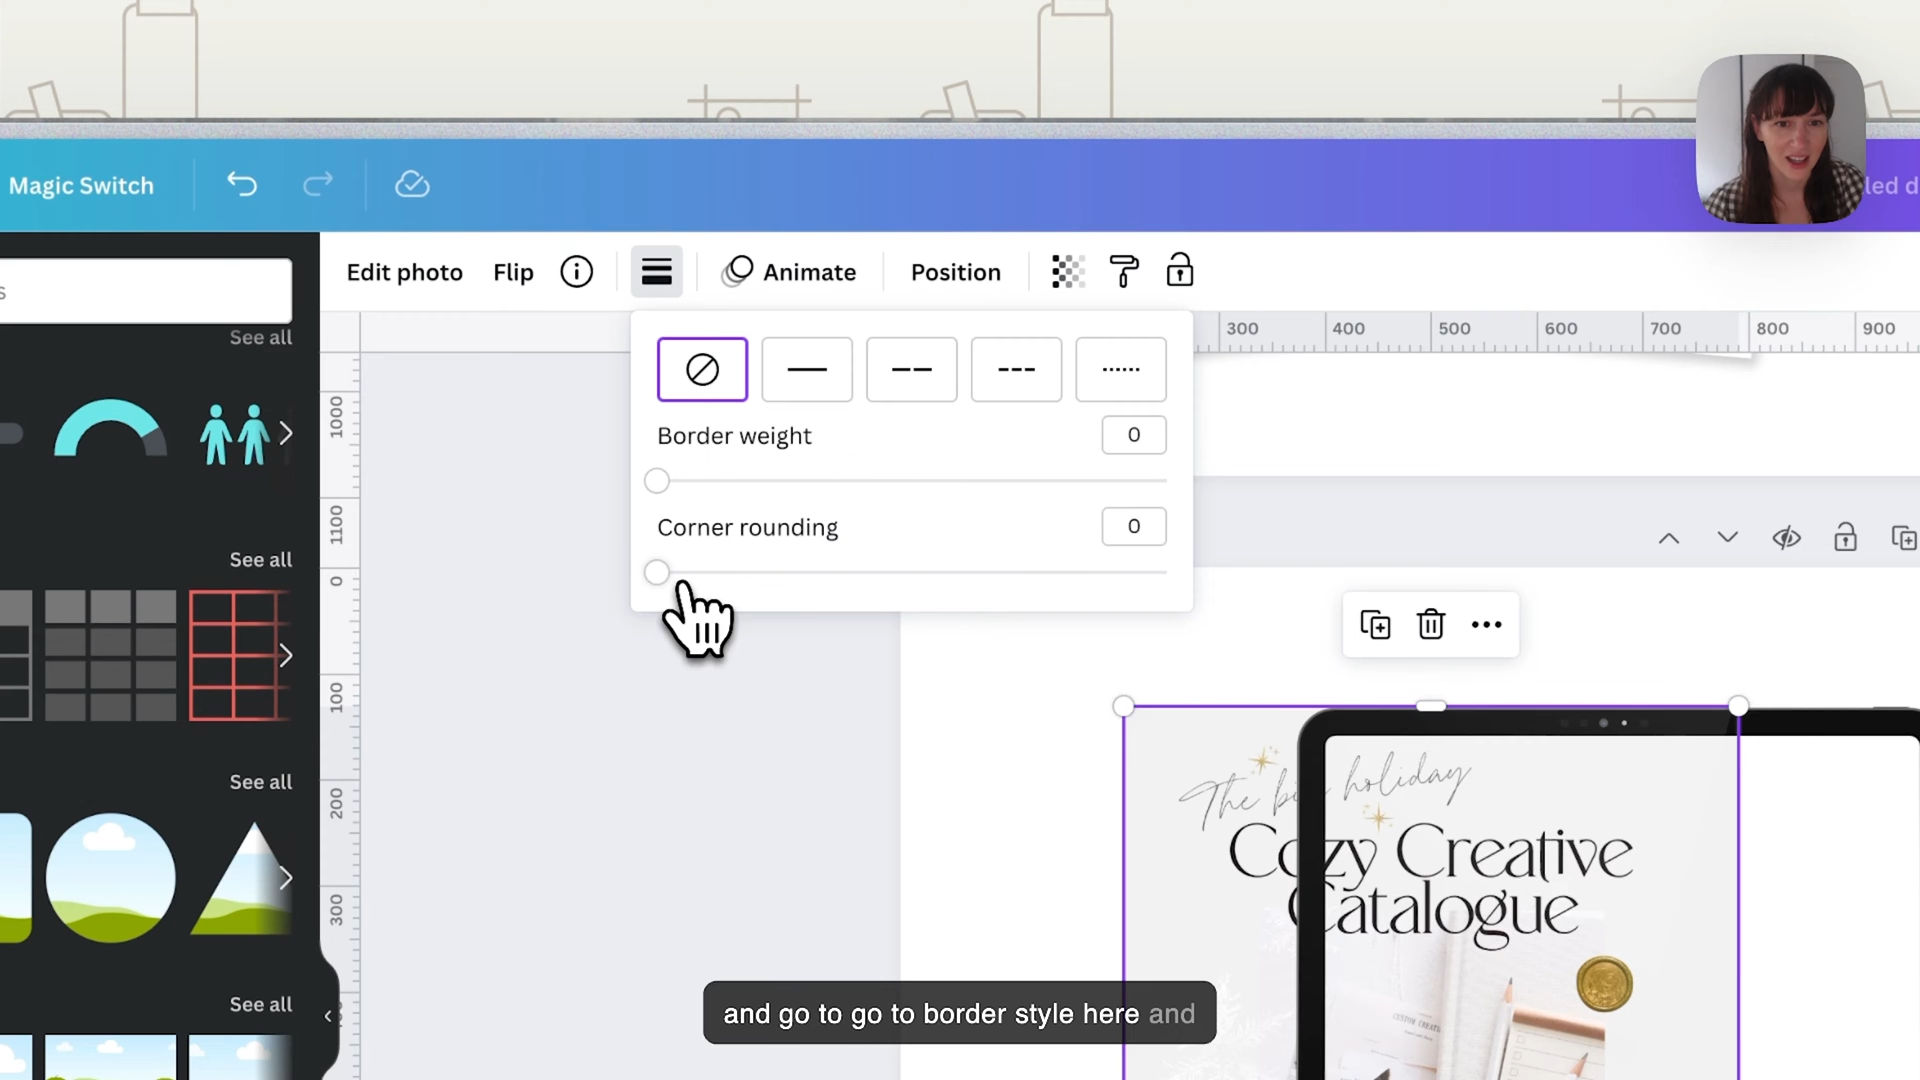 Magic Switch
led d
Edit photo
Flip
Animate
Position
s
See all
300
400
500
600
700
800
900
Border weight
0
Corner rounding
0
1000
1100
0
100
200
300
See all
See all
See all
The big holiday
Cozy Creative
Catalogue
and go to go to border style here and